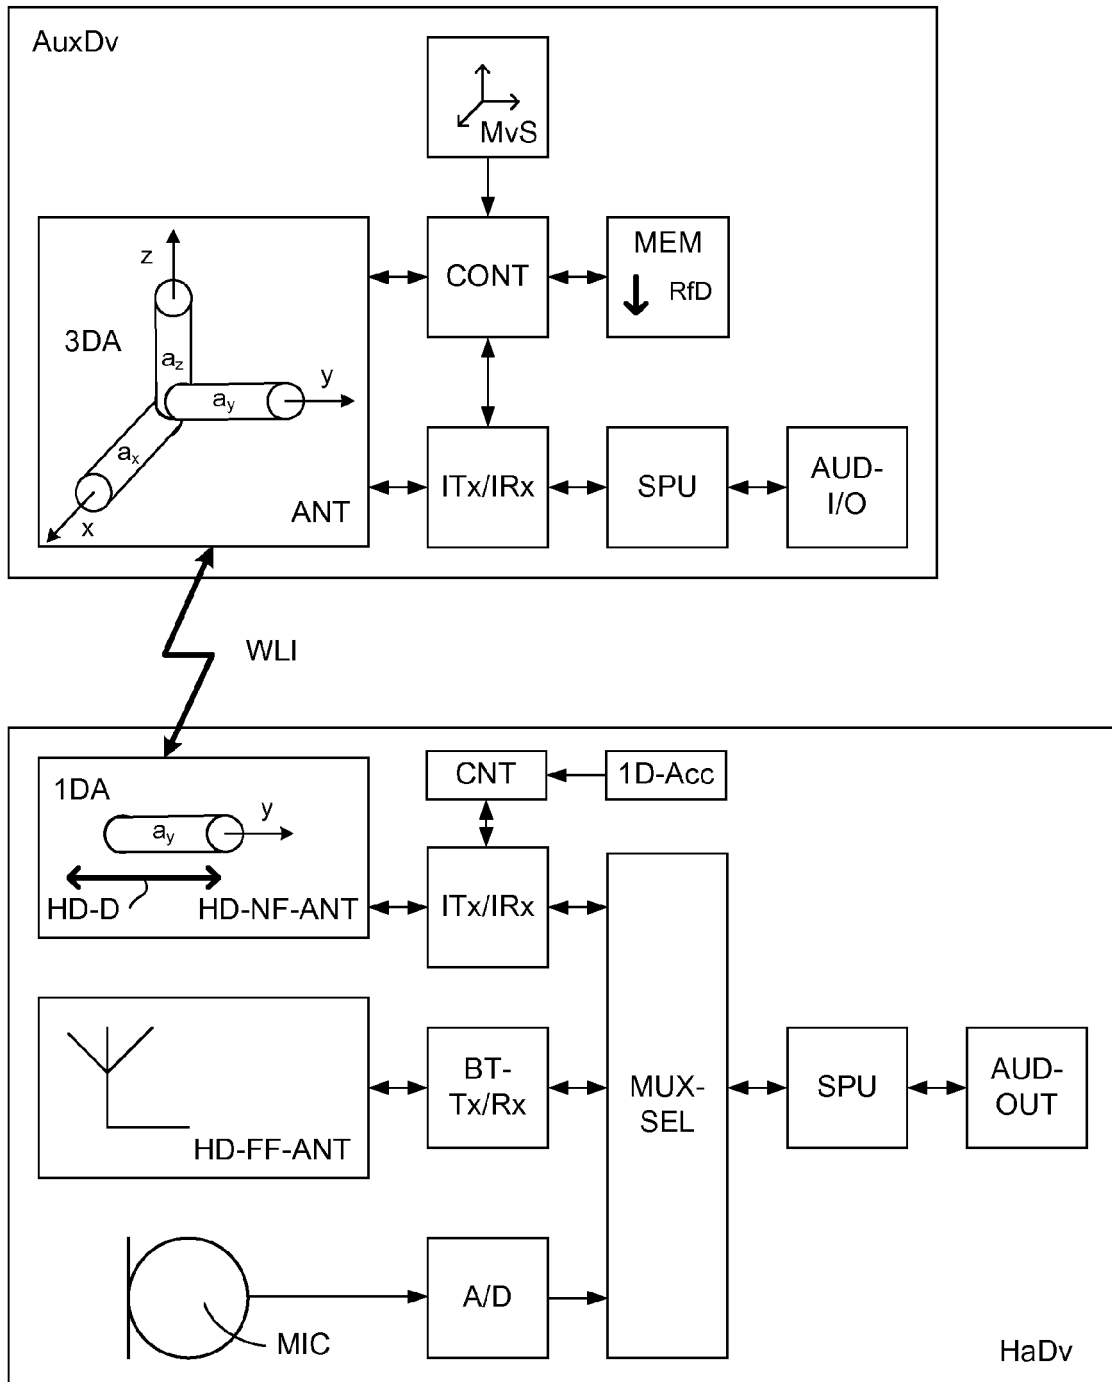 AuxDv
MvS
z
3DA
a_z
y
a_y
a_x
x
ANT
CONT
MEM
RfD
ITx/IRx
SPU
AUD-
I/O
WLI
1DA
a_y
y
HD-D
HD-NF-ANT
CNT
1D-Acc
ITx/IRx
HD-FF-ANT
BT-
Tx/Rx
MUX-
SEL
SPU
AUD-
OUT
MIC
A/D
HaDv